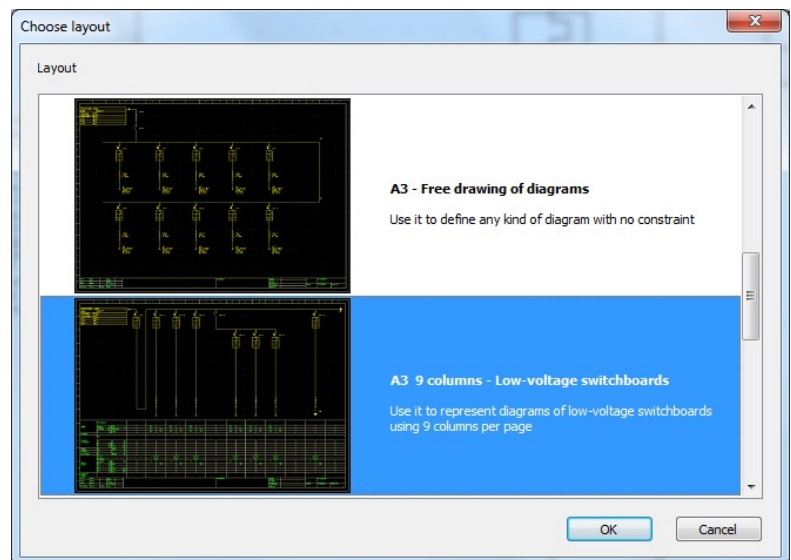 Choose layout
Layout
A3 - Free drawing of diagrams
Use it to define any kind of diagram with no constraint
A3  9 columns - Low-voltage switchboards
Use it to represent diagrams of low-voltage switchboards
using 9 columns per page
OK
Cancel